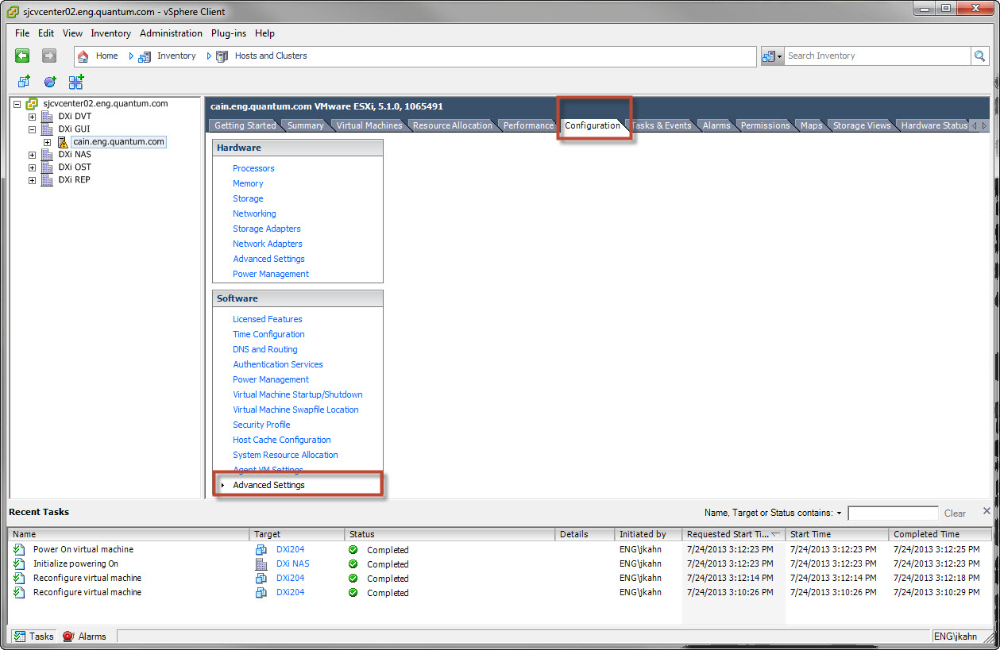 sjcvcenter02.eng.quantum.com - vSphere Client
File Edit View Inventory Administration Plug-ins Help
Home Inventory Hosts and Clusters Search Inventory
sjcvcenter02.eng.quantum.com
DXi DVT
DXi GUI
cain.eng.quantum.com
DXi NAS
DXi OST
DXi REP
cain.eng.quantum.com VMware ESXi, 5.1.0, 1065491
Getting Started Summary Virtual Machines Resource Allocation Performance Configuration Tasks & Events Alarms Permissions Maps Storage Views Hardware Status
Hardware
Processors
Memory
Storage
Networking
Storage Adapters
Network Adapters
Advanced Settings
Power Management
Software
Licensed Features
Time Configuration
DNS and Routing
Authentication Services
Power Management
Virtual Machine Startup/Shutdown
Virtual Machine Swapfile Location
Security Profile
Host Cache Configuration
System Resource Allocation
Agent VM Settings
Advanced Settings
Recent Tasks Name, Target or Status contains: Clear
Name Target Status Details Initiated by Requested Start Ti... Start Time Completed Time
Power On virtual machine DXi204 Completed ENG\jkahn 7/24/2013 3:12:23 PM 7/24/2013 3:12:23 PM 7/24/2013 3:12:25 PM
Initialize powering On DXi NAS Completed ENG\jkahn 7/24/2013 3:12:23 PM 7/24/2013 3:12:23 PM 7/24/2013 3:12:23 PM
Reconfigure virtual machine DXi204 Completed ENG\jkahn 7/24/2013 3:12:14 PM 7/24/2013 3:12:14 PM 7/24/2013 3:12:18 PM
Reconfigure virtual machine DXi204 Completed ENG\jkahn 7/24/2013 3:10:26 PM 7/24/2013 3:10:26 PM 7/24/2013 3:10:29 PM
Tasks Alarms ENG\jkahn